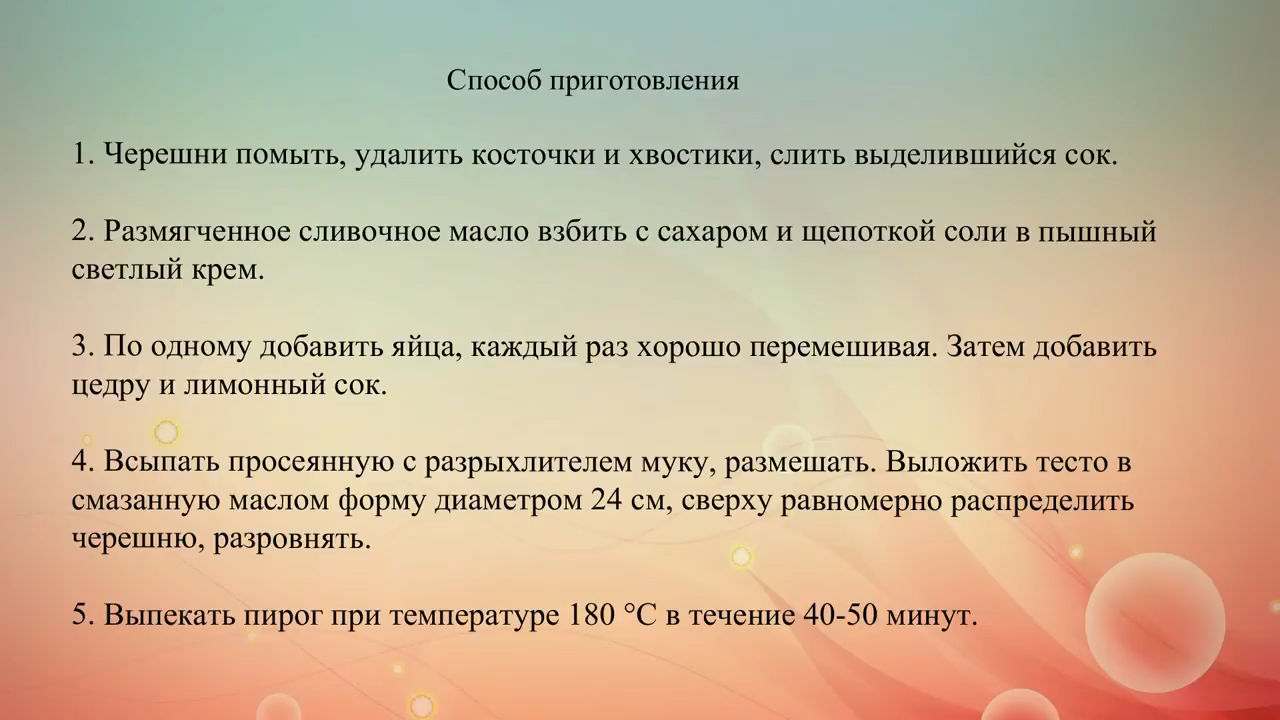 Способ приготовления
1. Черешни помыть, удалить косточки и хвостики, слить выделившийся сок.
2. Размягченное сливочное масло взбить с сахаром и щепоткой соли в пышный
светлый крем.
3. По одному добавить яйца, каждый раз хорошо перемешивая. Затем добавить
цедру и лимонный сок.
4. Всыпать просеянную с разрыхлителем муку, размешать. Выложить тесто в
смазанную маслом форму диаметром 24 см, сверху равномерно распределить
черешню, разровнять.
5. Выпекать пирог при температуре 180 °C в течение 40-50 минут.